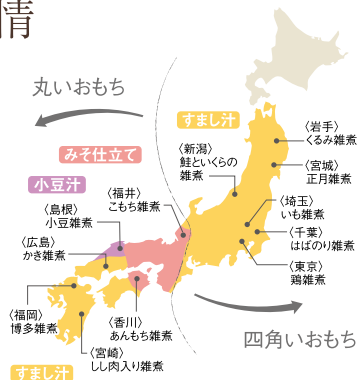 情
丸いおもち
すまし汁
〈岩手〉
くるみ雑煮
みそ仕立て
〈新潟〉
鮭といくらの
雑煮
〈宮城〉
正月雑煮
小豆汁
〈福井〉
こもち雑煮
〈埼玉〉
いも雑煮
〈島根〉
小豆雑煮
〈千葉〉
はばのり雑煮
〈広島〉
かき雑煮
〈東京〉
鶏雑煮
〈福岡〉
博多雑煮
〈香川〉
あんもち雑煮
四角いおもち
〈宮崎〉
しし肉入り雑煮
すまし汁